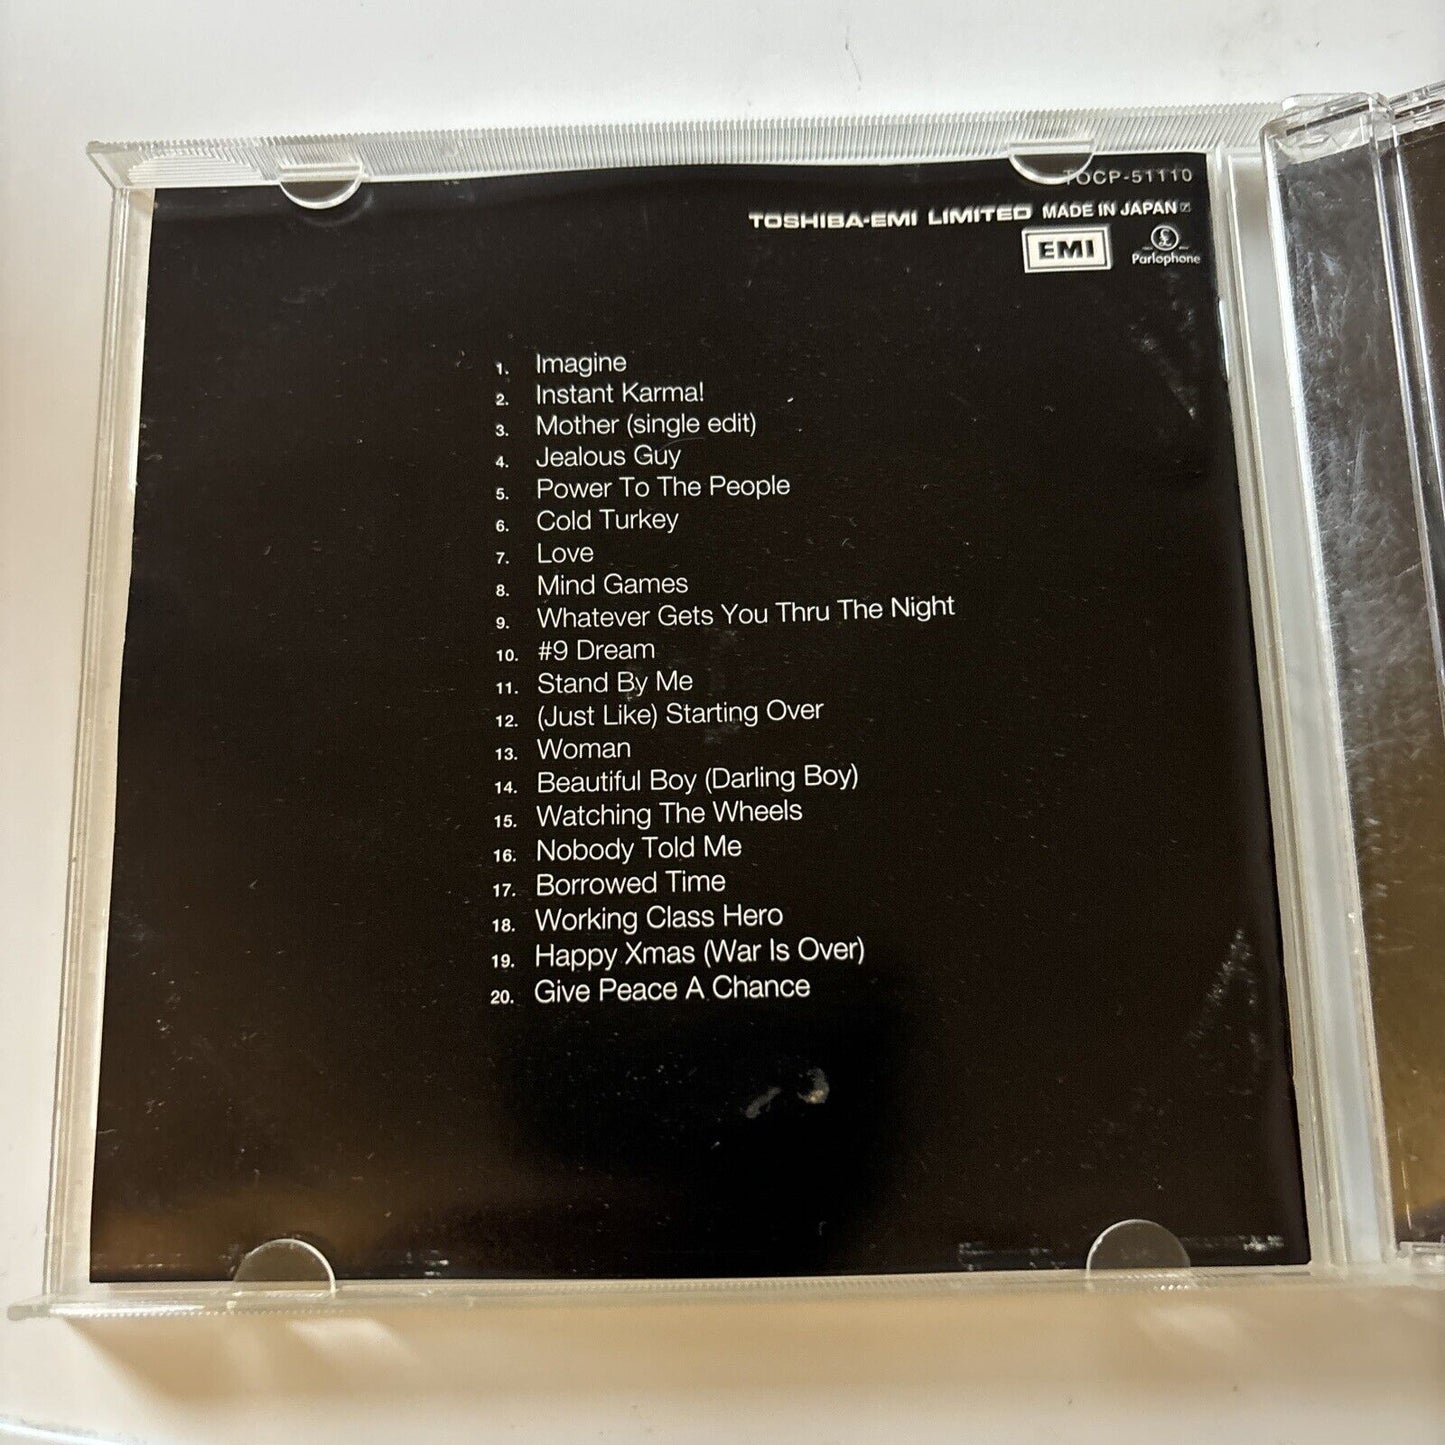 TOCP-51110
TOSHIBA-EMI LIMITED MADE IN JAPAN
EMI
£
Parlophone
1. Imagine
2. Instant Karma!
3. Mother (single edit)
4. Jealous Guy
5. Power To The People
6. Cold Turkey
7. Love
8. Mind Games
9. Whatever Gets You Thru The Night
10. #9 Dream
11. Stand By Me
12. (Just Like) Starting Over
13. Woman
14. Beautiful Boy (Darling Boy)
15. Watching The Wheels
16. Nobody Told Me
17. Borrowed Time
18. Working Class Hero
19. Happy Xmas (War Is Over)
20. Give Peace A Chance